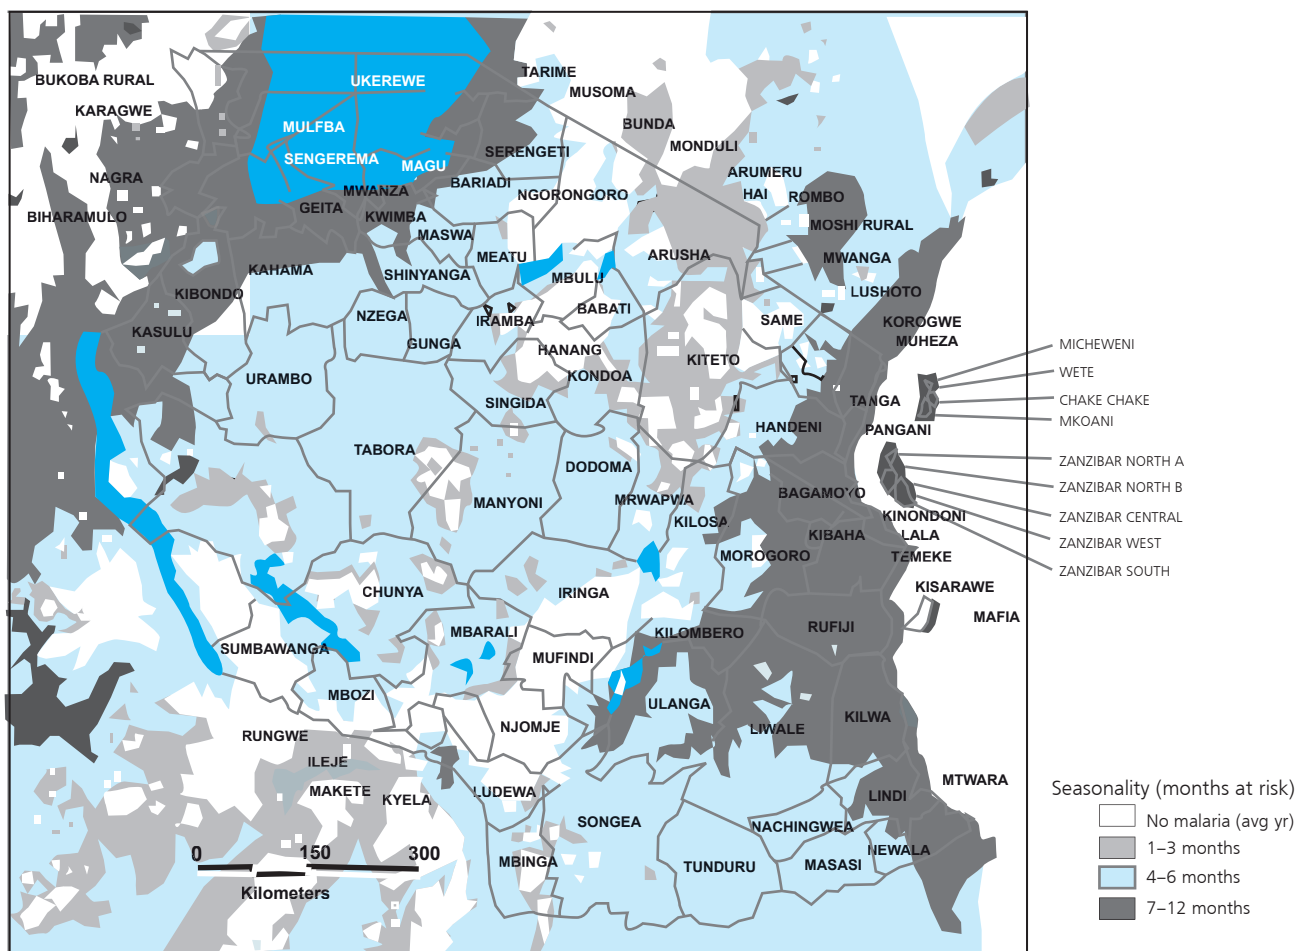 TARIME
BUKOBA RURAL
UKEREWE
MUSOMA
KARAGWE
MULFBA
BUNDA
MONDULI
SENGEREMA
MAGU
SERENGETI
ARUMERU
NAGRA
MWANZA
BARIADI
NGORONGORO
HAI
ROMBO
BIHARAMULO
GEITA
KWIMBA
MASWA
MOSHI RURAL
MEATU
ARUSHA
MWANGA
KAHAMA
SHINYANGA
MBULU
KIBONDO
LUSHOTO
NZEGA
IRAMBA
BABATI
SAME
KOROGWE
KASULU
GUNGA
HANANG
KITETO
MUHEZA
MICHEWENI
URAMBO
KONDOA
WETE
SINGIDA
TANGA
CHAKE CHAKE
MKOANI
HANDENI
PANGANI
TABORA
DODOMA
ZANZIBAR NORTH A
MANYONI
MRWAPWA
BAGAMOYO
ZANZIBAR NORTH B
KILOSA
KINONDONI
ZANZIBAR CENTRAL
KIBAHA
LALA
ZANZIBAR WEST
MOROGORO
TEMEKE
ZANZIBAR SOUTH
CHUNYA
IRINGA
KISARAWE
MAFIA
MBARALI
KILOMBERO
RUFIJI
SUMBAWANGA
MUFINDI
MBOZI
ULANGA
KILWA
RUNGWE
NJOMJE
LIWALE
ILEJE
MTWARA
MAKETE
KYELA
LUDEWA
LINDI
SONGEA
NACHINGWEA
NEWALA
MBINGA
TUNDURU
MASASI
0 150 300
Kilometers
Seasonality (months at risk)
No malaria (avg yr)
1–3 months
4–6 months
7–12 months